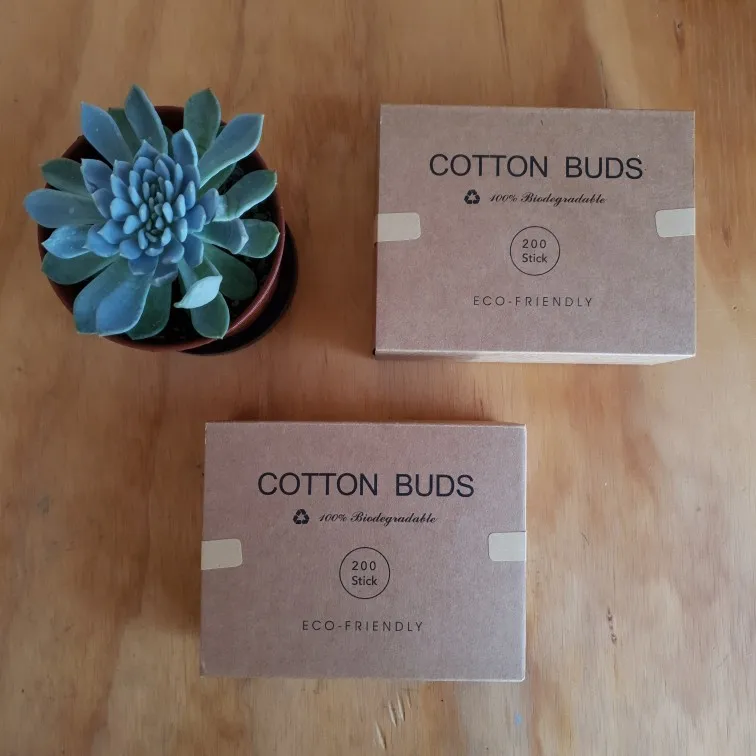 COTTON BUDS
100% Biodegradable
200
Stick
ECO-FRIENDLY
COTTON BUDS
100% Biodegradable
200
Stick
ECO-FRIENDLY